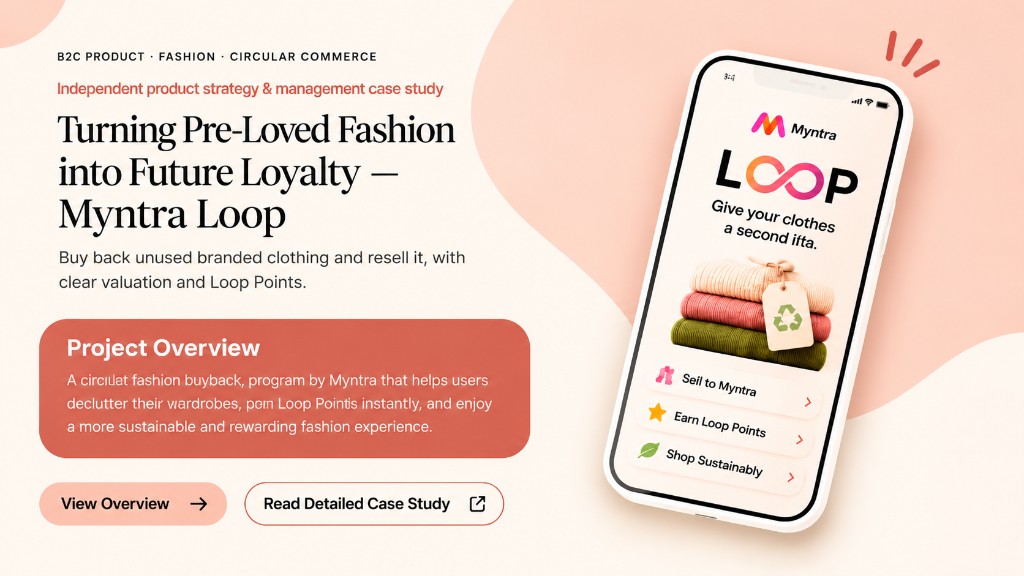 B2C PRODUCT · FASHION · CIRCULAR COMMERCE
Independent product strategy & management case study
Turning Pre-Loved Fashion
into Future Loyalty —
Myntra Loop
Buy back unused branded clothing and resell it, with
clear valuation and Loop Points.
Project Overview
A circular fashion buyback, program by Myntra that helps users
declutter their wardrobes, pom Loop Points instantly, and enjoy
a more sustainable and rewarding fashion experience.
View Overview
Read Detailed Case Study
Myntra
LOOP
Give your clothes
a second iffa.
Seil to Myntra
Earn Loop Points
Shop Sustainably